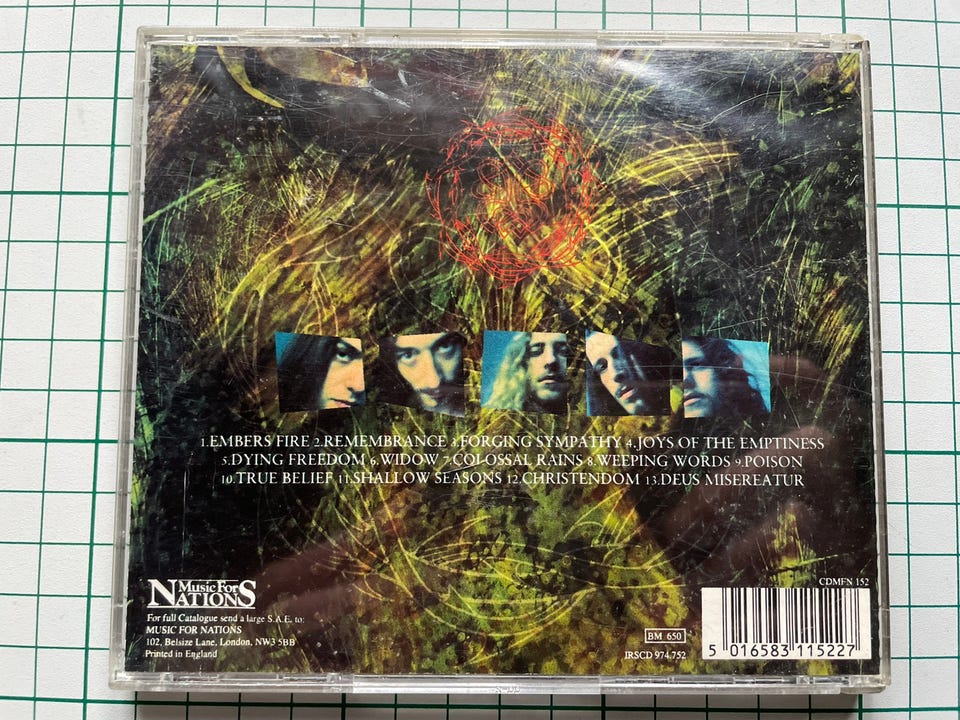 1.EMBERS FIRE 2.REMEMBRANCE 3.FORGING SYMPATHY 4.JOYS OF THE EMPTINESS
5.DYING FREEDOM 6.WIDOW 7.COLOSSAL RAINS 8.WEEPING WORDS 9.POISON
10.TRUE BELIEF 11.SHALLOW SEASONS 12.CHRISTENDOM 13.DEUS MISEREATUR
Music For
NATIONS
For full Catalogue send a large S.A.E. to:
MUSIC FOR NATIONS
102, Belsize Lane, London, NW3 5BB
Printed in England
BM 650
IRSCD 974.752
CDMFN 152
5 016583 115227